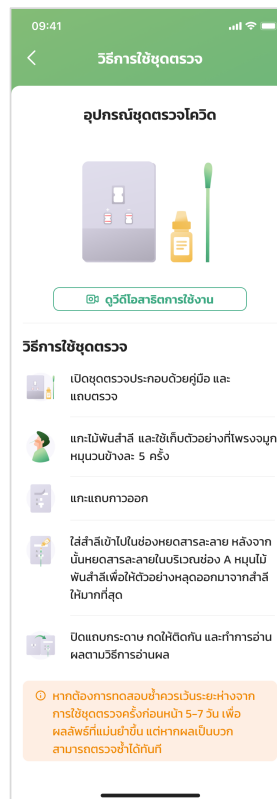 09:41
วิธีการใช้ชุดตรวจ
อุปกรณ์ชุดตรวจโควิด
ดูวีดีโอสาธิตการใช้งาน
วิธีการใช้ชุดตรวจ
เปิดชุดตรวจประกอบด้วยคู่มือ และ
แถบตรวจ
แกะไม้พันสำลี และใช้เก็บตัวอย่างที่โพรงจมูก
หมุนวนข้างละ 5 ครั้ง
แกะแถบกาวออก
ใส่สำลีเข้าไปในช่องหยดสารละลาย หลังจาก
นั้นหยดสารละลายในบริเวณช่อง A หมุนไม้
พันสำลีเพื่อให้ตัวอย่างหลุดออกมาจากสำลี
ให้มากที่สุด
ปิดแถบกระดาษ กดให้ติดกัน และทำการอ่าน
ผลตามวิธีการอ่านผล
หากต้องการทดสอบซ้ำควรเว้นระยะห่างจาก
การใช้ชุดตรวจครั้งก่อนหน้า 5-7 วัน เพื่อ
ผลลัพธ์ที่แม่นยำขึ้น แต่หากผลเป็นบวก
สามารถตรวจซ้ำได้ทันที